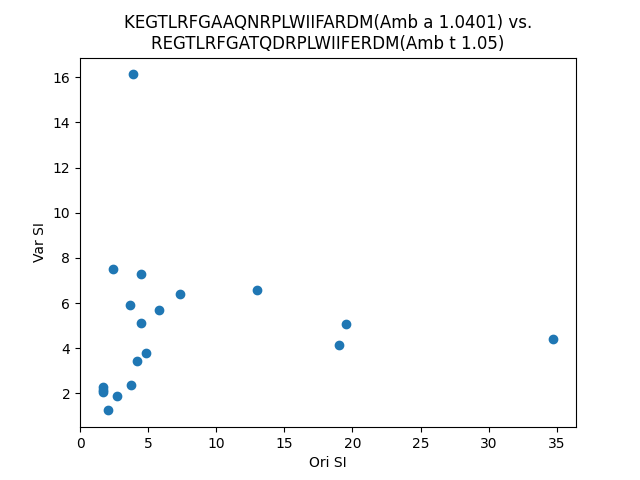 KEGTLRFGAAQNRPLWIIFARDM(Amb a 1.0401) vs.
REGTLRFGATQDRPLWIIFERDM(Amb t 1.05)
16
14
12
10
8
6
4
2
Var SI
0 5 10 15 20 25 30 35
Ori SI